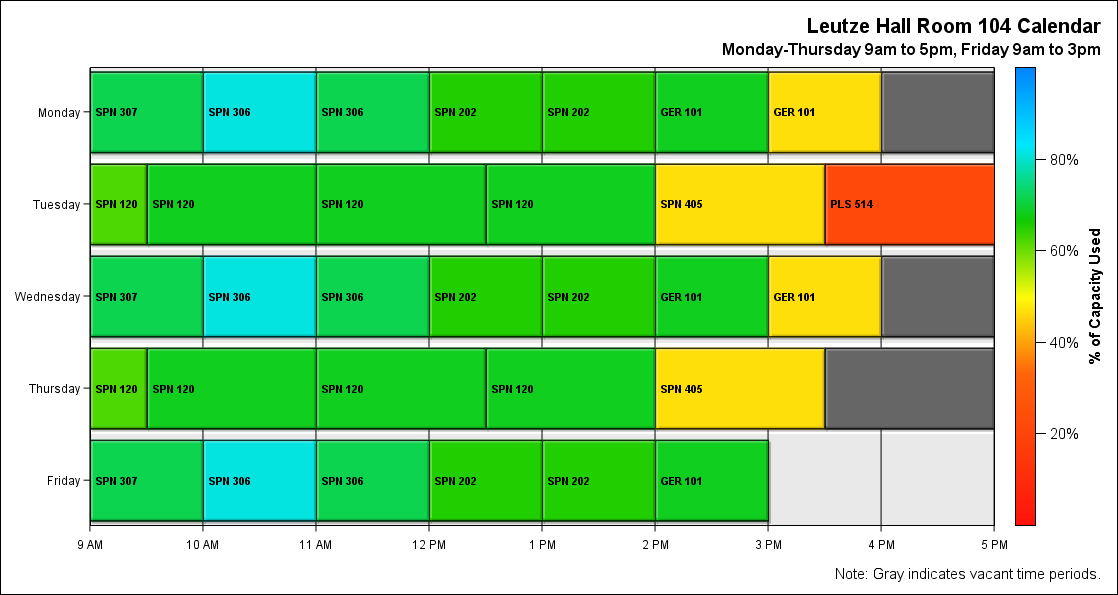 Leutze Hall Room 104 Calendar
Monday-Thursday 9am to 5pm, Friday 9am to 3pm
Monday
SPN 307
SPN 306
SPN 306
SPN 202
SPN 202
GER 101
GER 101
Tuesday
SPN 120
SPN 120
SPN 120
SPN 120
SPN 405
PLS 514
Wednesday
SPN 307
SPN 306
SPN 306
SPN 202
SPN 202
GER 101
GER 101
Thursday
SPN 120
SPN 120
SPN 120
SPN 120
SPN 405
Friday
SPN 307
SPN 306
SPN 306
SPN 202
SPN 202
GER 101
9 AM
10 AM
11 AM
12 PM
1 PM
2 PM
3 PM
4 PM
5 PM
80%
60%
40%
20%
% of Capacity Used
Note: Gray indicates vacant time periods.